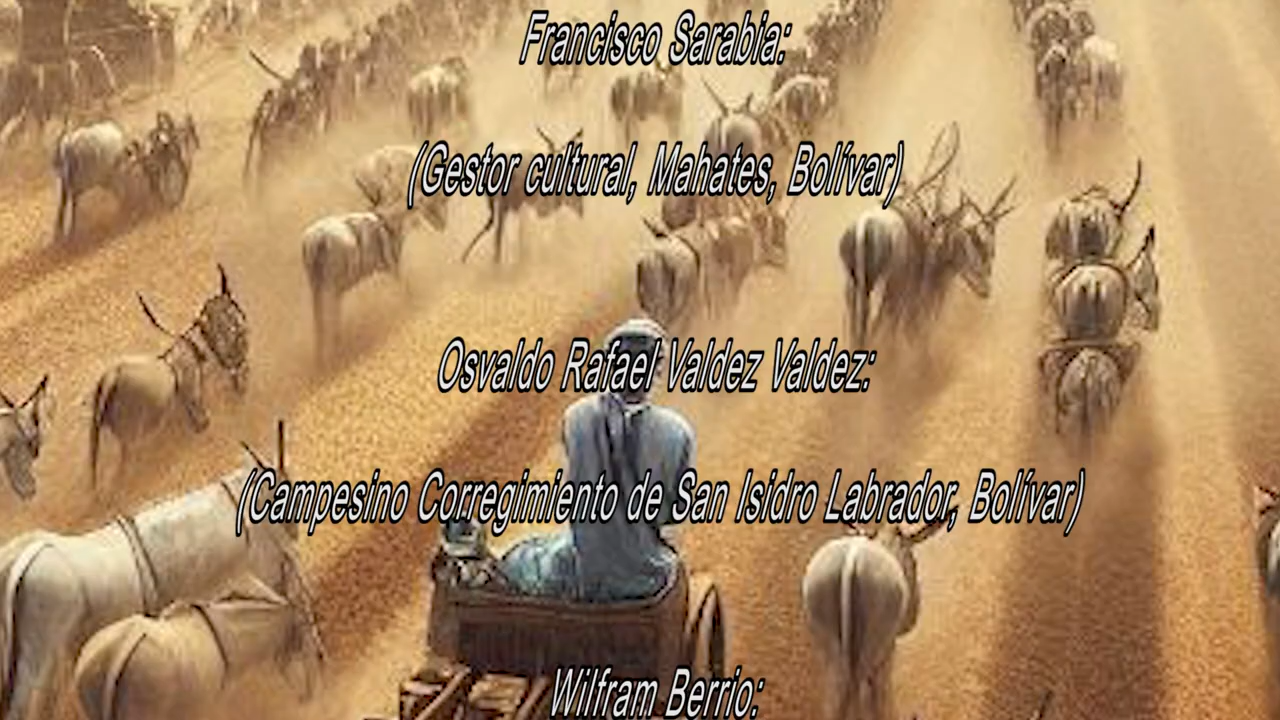 Francisco Sarabia:
(Gestor cultural, Mahates, Bolívar)
Osvaldo Rafael Valdez Valdez:
(Campesino Corregimiento de San Isidro Labrador, Bolívar)
Wilfram Berrio: